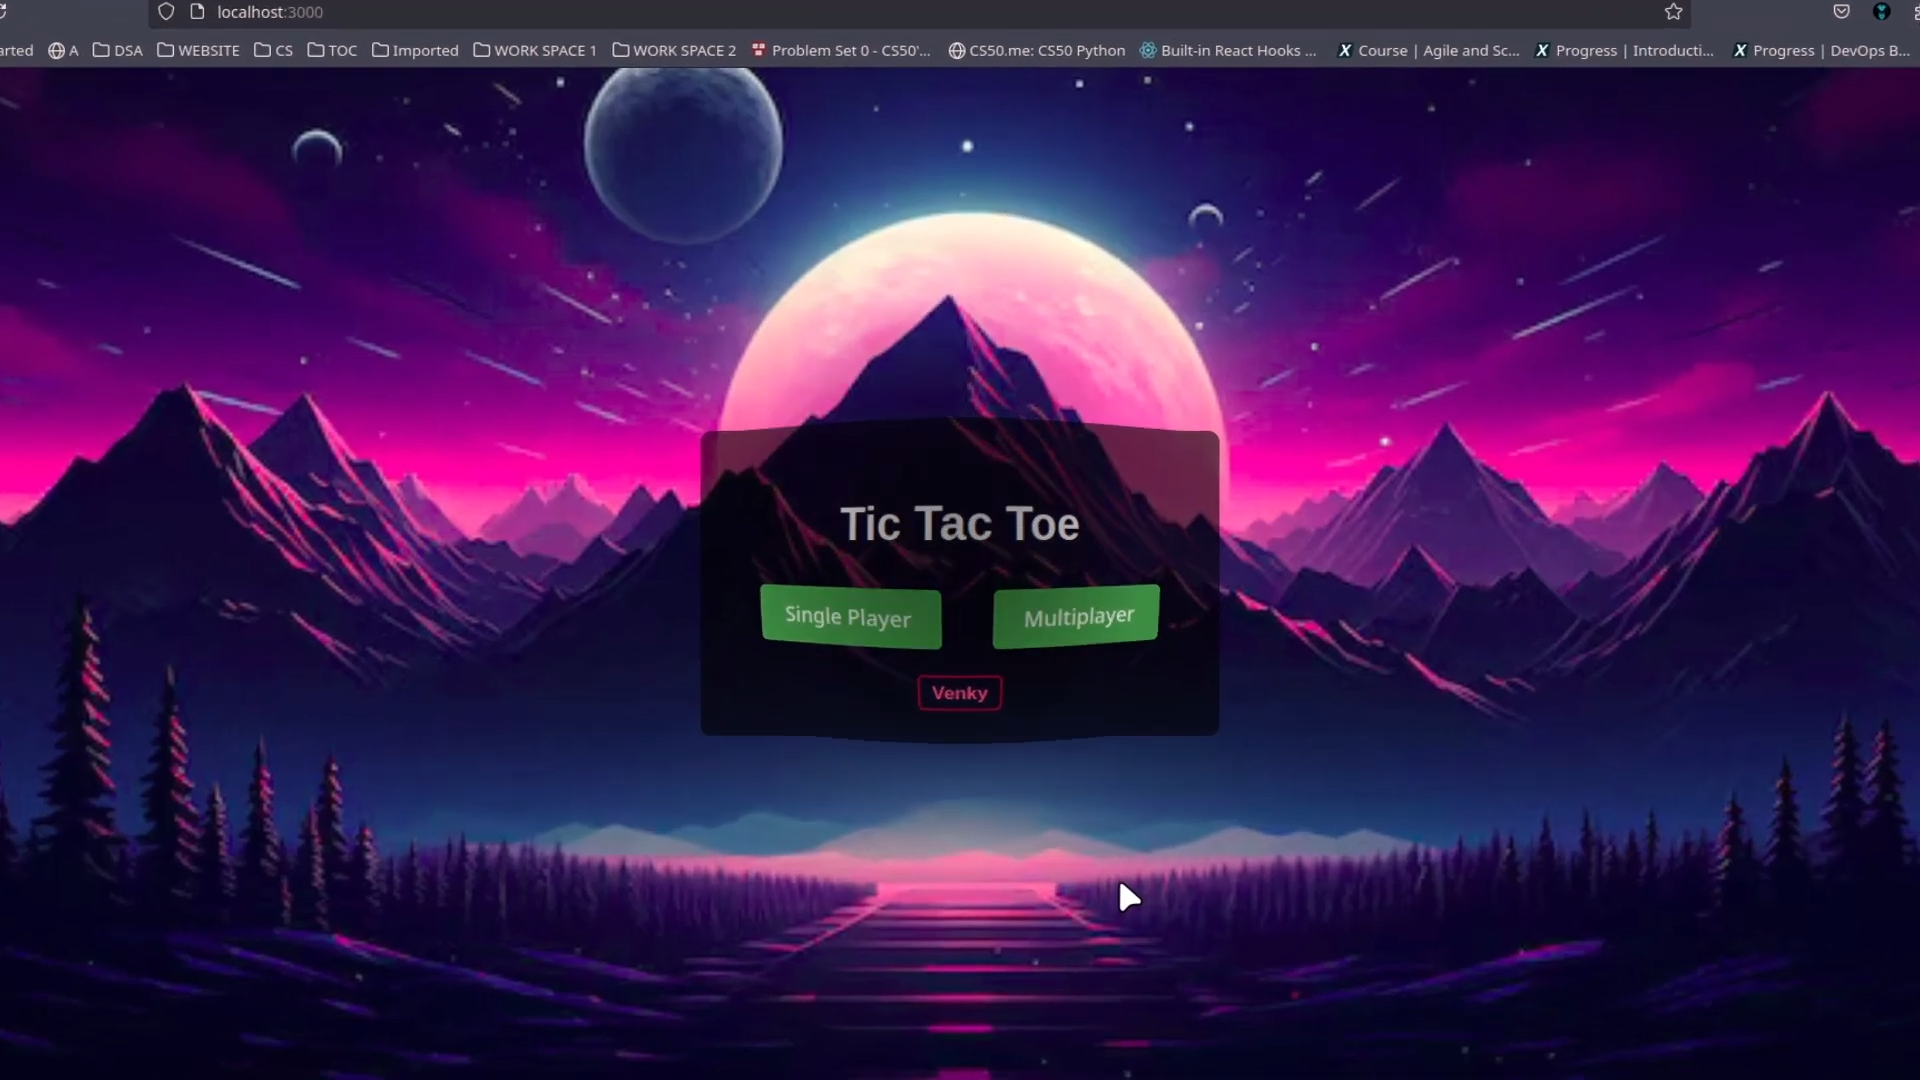 localhost:3000
arted A DSA WEBSITE CS TOC Imported WORK SPACE 1 WORK SPACE 2 Problem Set 0 - CS50'... CS50.me: CS50 Python Built-in React Hooks ... Course | Agile and Sc... Progress | Introducti... Progress | DevOps B...
Tic Tac Toe
Single Player Multiplayer
Venky